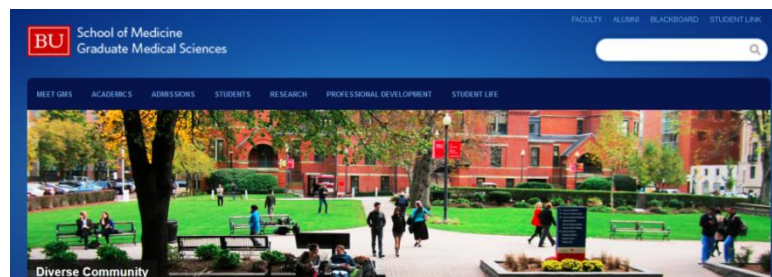 FACULTY ALUMNI BLACKBOARD STUDENT LINK
BU School of Medicine
Graduate Medical Sciences
MEET GMS ACADEMICS ADMISSIONS STUDENTS RESEARCH PROFESSIONAL DEVELOPMENT STUDENT LIFE
Diverse Community